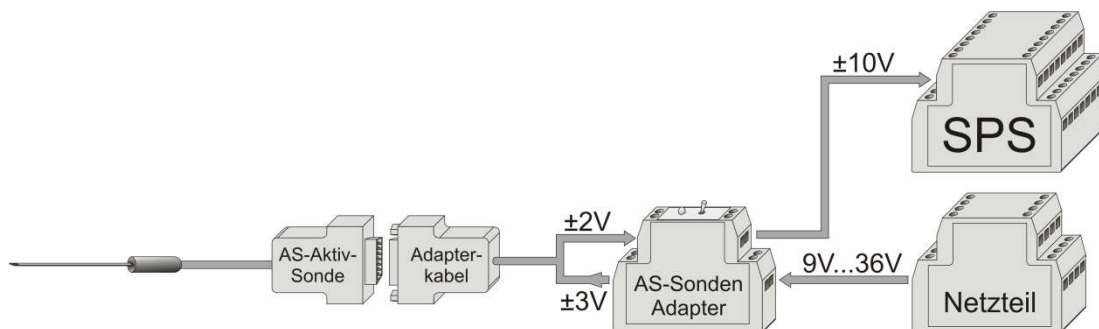 AS-Aktiv-
Sonde
Adapter-
kabel
±2V
±3V
AS-Sonden
Adapter
±10V
SPS
9V...36V
Netzteil